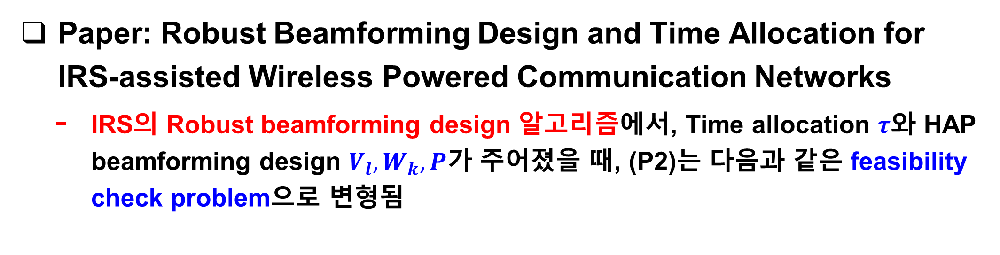 ❑ Paper: Robust Beamforming Design and Time Allocation for
IRS-assisted Wireless Powered Communication Networks
- IRS의 Robust beamforming design 알고리즘에서, Time allocation τ와 HAP
beamforming design V_l, W_k, P가 주어졌을 때, (P2)는 다음과 같은 feasibility
check problem으로 변형됨